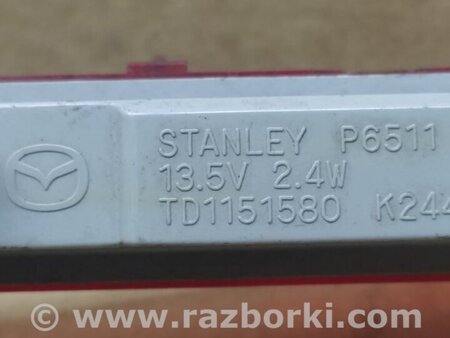 STANLEY P6511
13.5V 2.4W
TD1151580 K244
© www.razborki.com